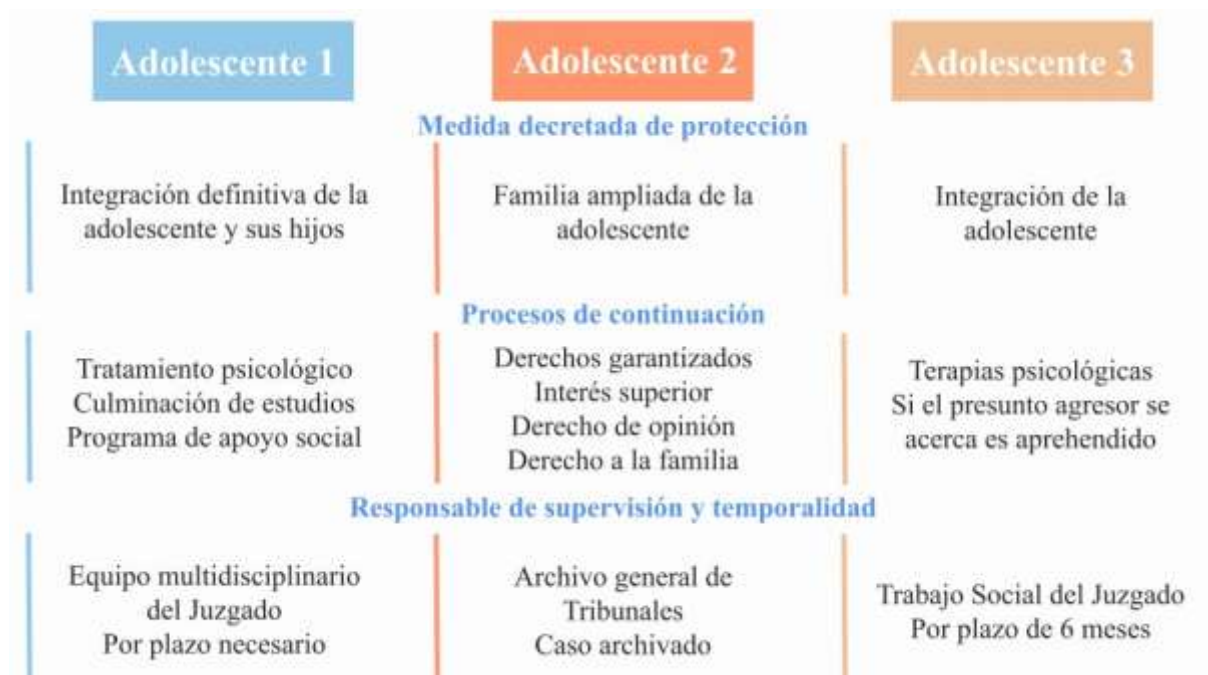 Adolescente 1
Adolescente 2
Adolescente 3
Medida decretada de protección
Integración definitiva de la
adolescente y sus hijos
Familia ampliada de la
adolescente
Integración de la
adolescente
Procesos de continuación
Tratamiento psicológico
Culminación de estudios
Programa de apoyo social
Derechos garantizados
Interés superior
Derecho de opinión
Derecho a la familia
Terapias psicológicas
Si el presunto agresor se
acerca es aprehendido
Responsable de supervisión y temporalidad
Equipo multidisciplinario
del Juzgado
Por plazo necesario
Archivo general de
Tribunales
Caso archivado
Trabajo Social del Juzgado
Por plazo de 6 meses